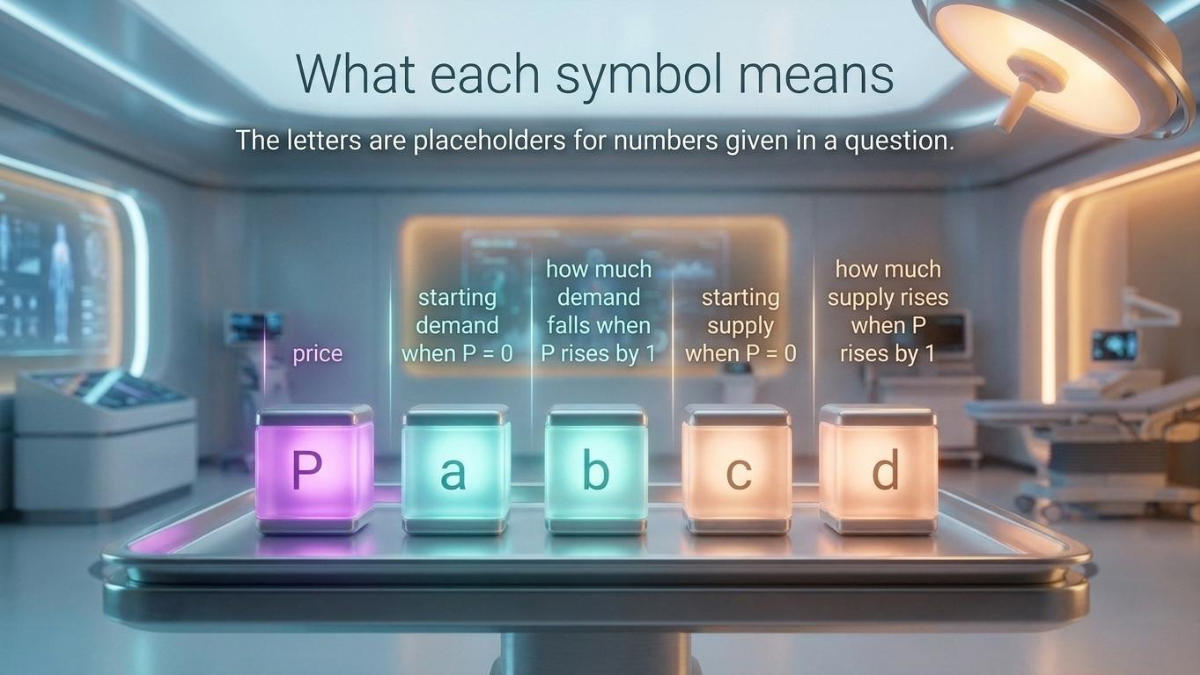 What each symbol means
The letters are placeholders for numbers given in a question.
price
starting
demand
when P = 0
how much
demand
falls when
P rises by 1
starting
supply
when P = 0
how much
supply rises
when P
rises by 1
P
a
b
c
d